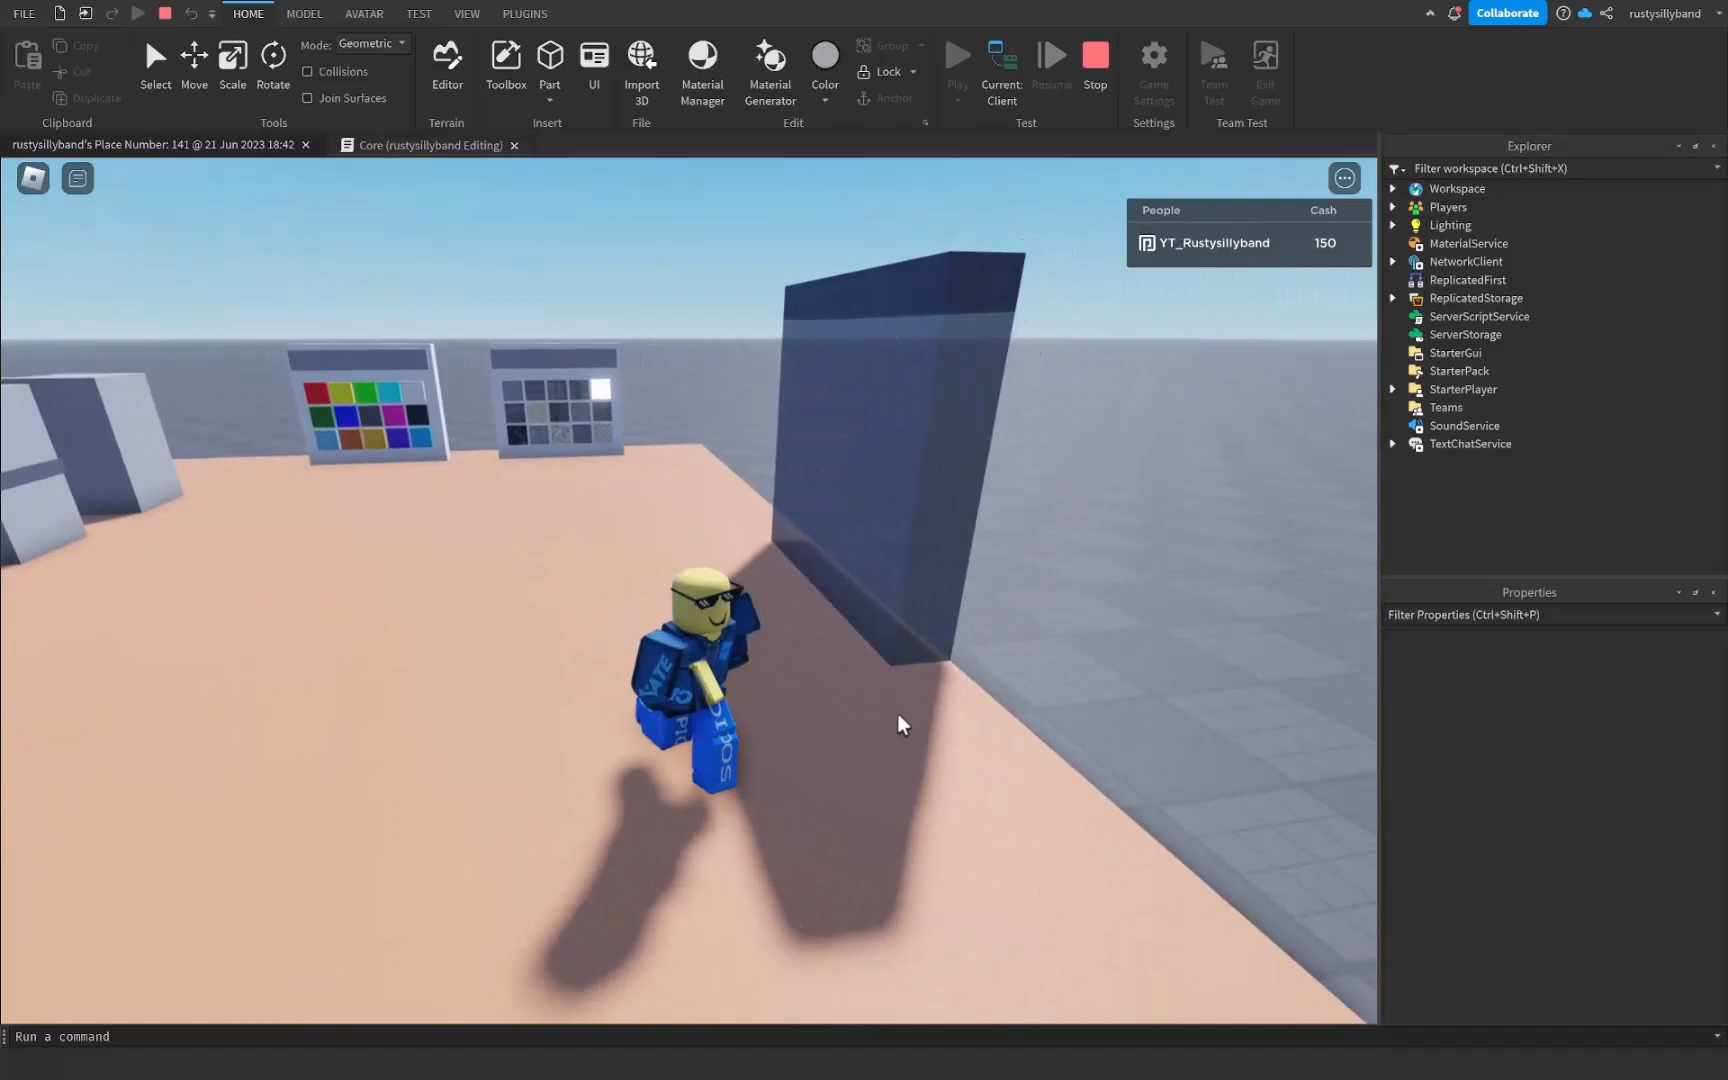 FILE HOME MODEL AVATAR TEST VIEW PLUGINS Collaborate rustysillyband
Paste Copy Cut Duplicate
Clipboard
Select Move Scale Rotate
Mode: Geometric
Collisions
Join Surfaces
Tools
Editor
Terrain
Toolbox Part UI
Insert
Import 3D
File
Material Manager
Material Generator
Color
Group
Lock
Anchor
Edit
Play
Current: Client
Resume
Stop
Test
Game Settings
Settings
Team Test
Exit Game
Team Test
rustysillyband's Place Number: 141 @ 21 Jun 2023 18:42
Core (rustysillyband Editing)
People Cash
YT_Rustysillyband 150
Explorer
Filter workspace (Ctrl+Shift+X)
Workspace
Players
Lighting
MaterialService
NetworkClient
ReplicatedFirst
ReplicatedStorage
ServerScriptService
ServerStorage
StarterGui
StarterPack
StarterPlayer
Teams
SoundService
TextChatService
Properties
Filter Properties (Ctrl+Shift+P)
Run a command